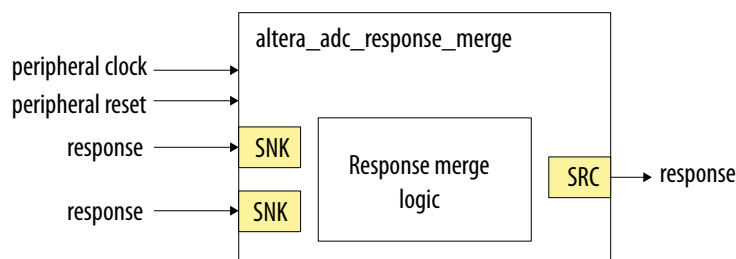 altera_adc_response_merge
peripheral clock
peripheral reset
response
SNK
Response merge
logic
SRC
response
response
SNK